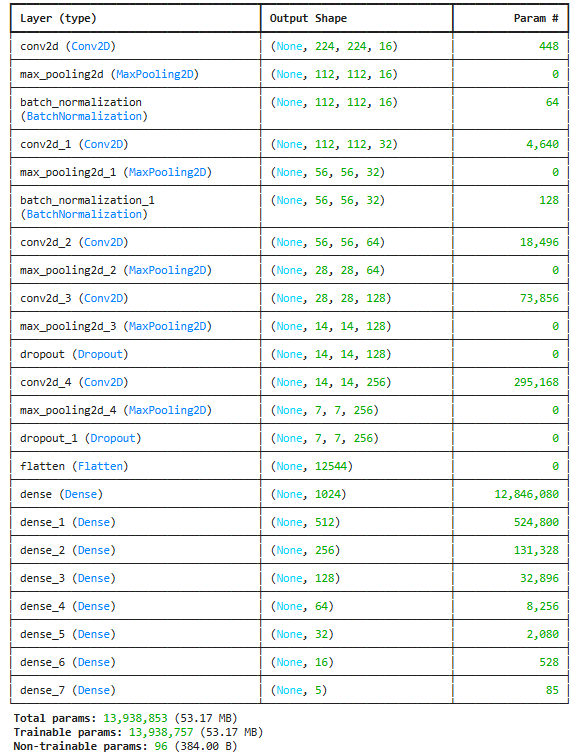 Layer (type) Output Shape Param #
conv2d (Conv2D) (None, 224, 224, 16) 448
max_pooling2d (MaxPooling2D) (None, 112, 112, 16) 0
batch_normalization (None, 112, 112, 16) 64
(BatchNormalization)
conv2d_1 (Conv2D) (None, 112, 112, 32) 4,640
max_pooling2d_1 (MaxPooling2D) (None, 56, 56, 32) 0
batch_normalization_1 (None, 56, 56, 32) 128
(BatchNormalization)
conv2d_2 (Conv2D) (None, 56, 56, 64) 18,496
max_pooling2d_2 (MaxPooling2D) (None, 28, 28, 64) 0
conv2d_3 (Conv2D) (None, 28, 28, 128) 73,856
max_pooling2d_3 (MaxPooling2D) (None, 14, 14, 128) 0
dropout (Dropout) (None, 14, 14, 128) 0
conv2d_4 (Conv2D) (None, 14, 14, 256) 295,168
max_pooling2d_4 (MaxPooling2D) (None, 7, 7, 256) 0
dropout_1 (Dropout) (None, 7, 7, 256) 0
flatten (Flatten) (None, 12544) 0
dense (Dense) (None, 1024) 12,846,080
dense_1 (Dense) (None, 512) 524,800
dense_2 (Dense) (None, 256) 131,328
dense_3 (Dense) (None, 128) 32,896
dense_4 (Dense) (None, 64) 8,256
dense_5 (Dense) (None, 32) 2,080
dense_6 (Dense) (None, 16) 528
dense_7 (Dense) (None, 5) 85
Total params: 13,938,853 (53.17 MB)
Trainable params: 13,938,757 (53.17 MB)
Non-trainable params: 96 (384.00 B)